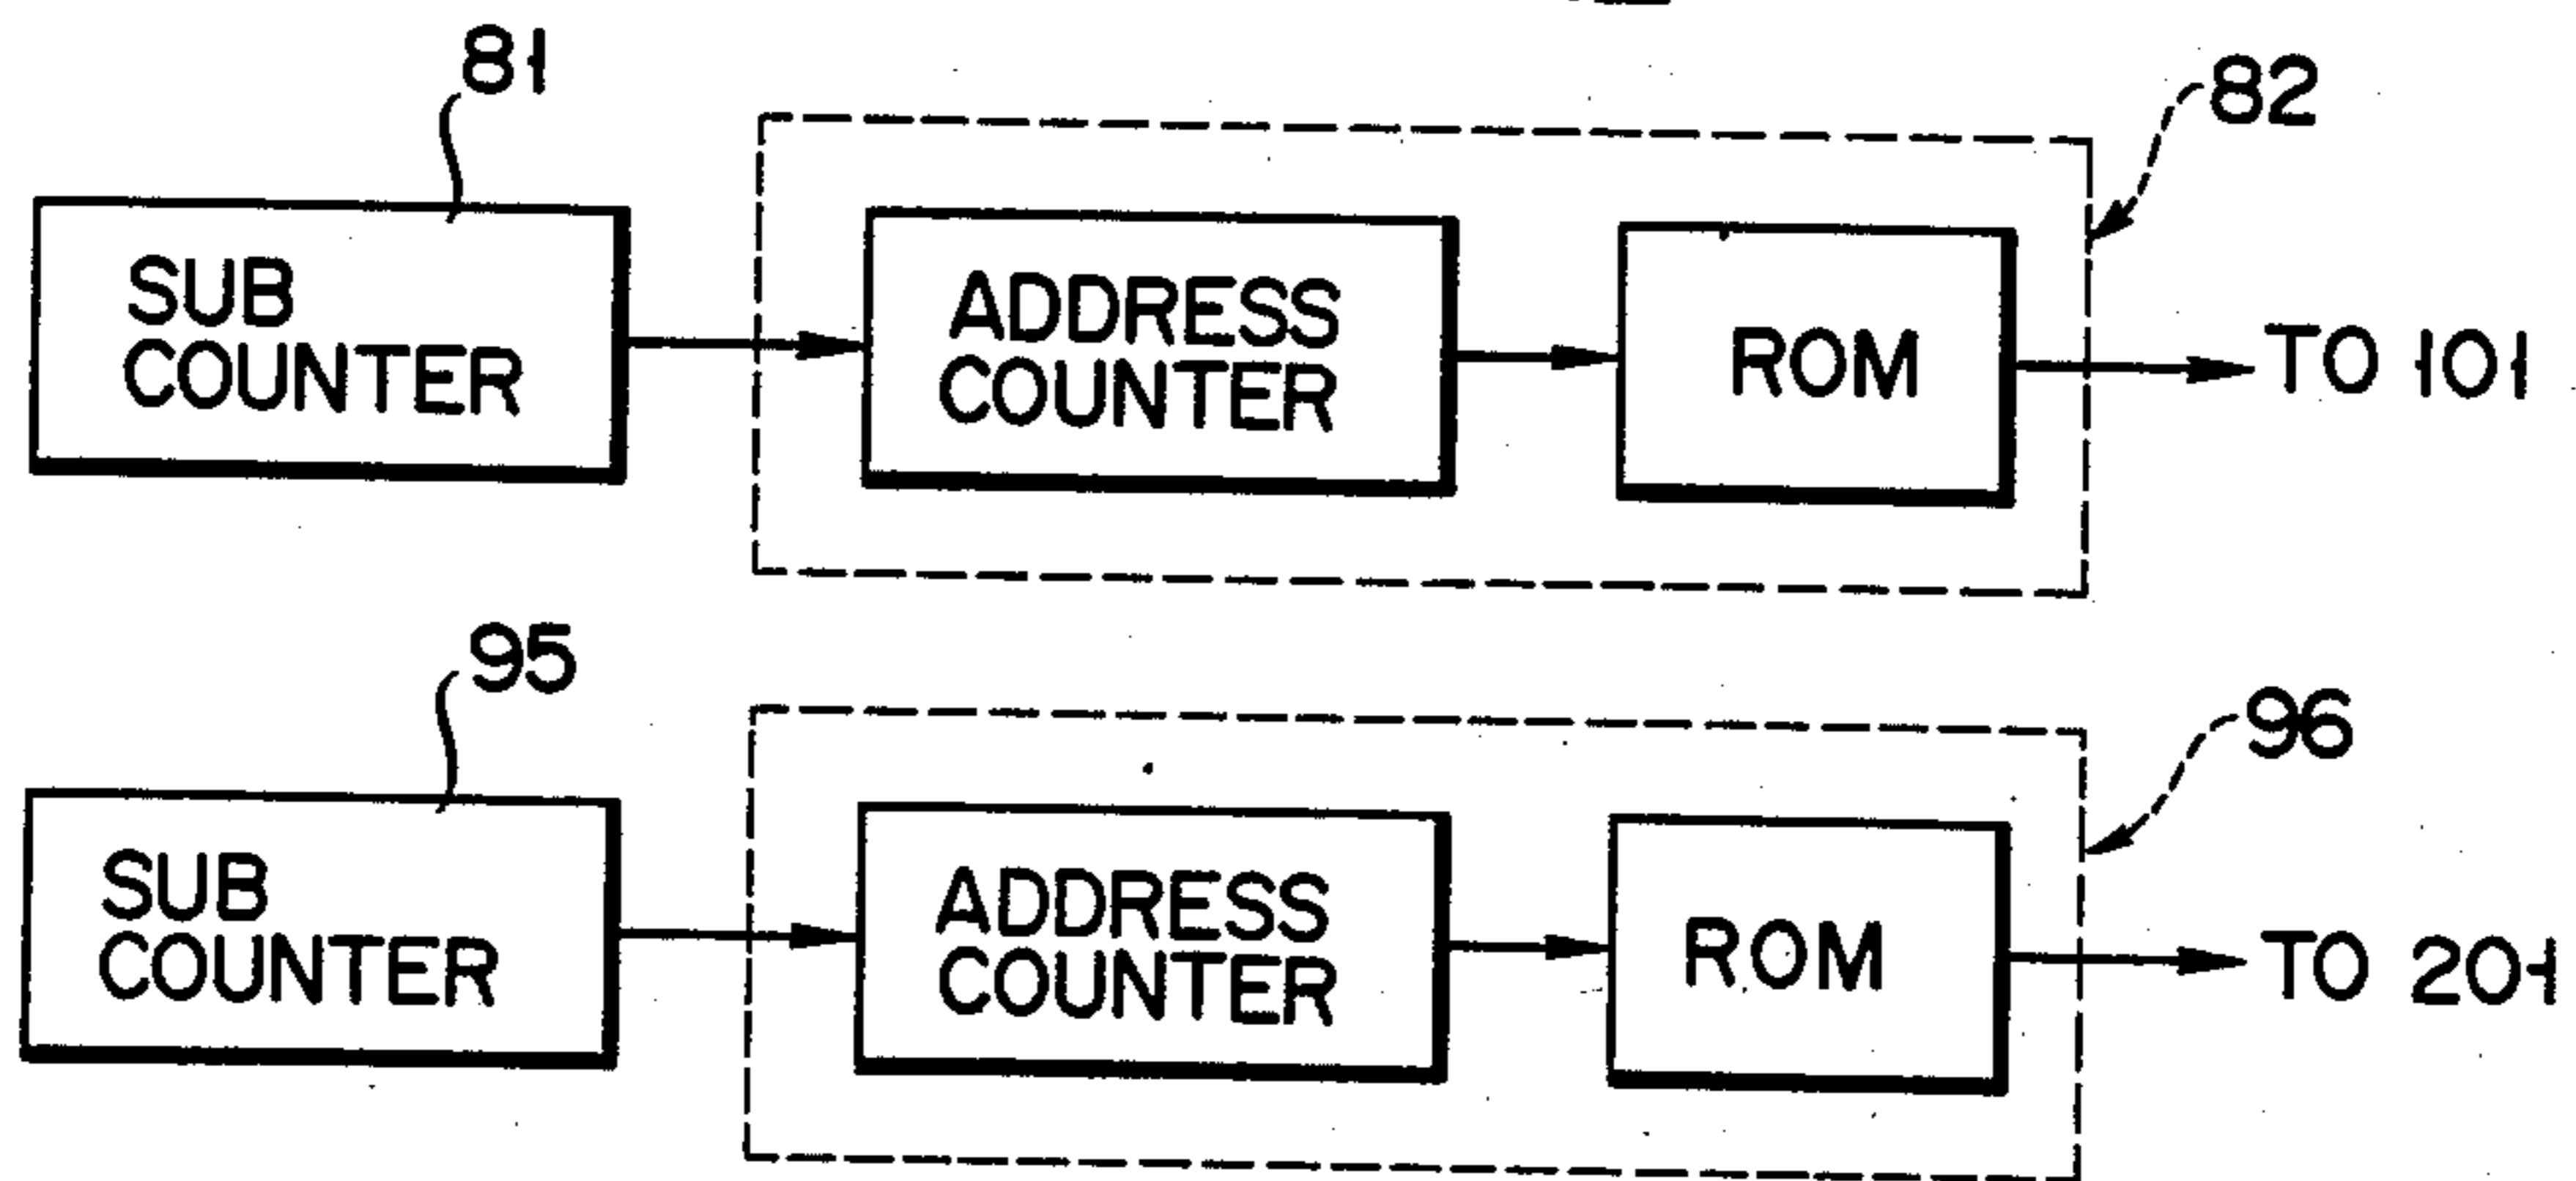 81
82
SUB
COUNTER
ADDRESS
COUNTER
ROM
TO 101
95
96
SUB
COUNTER
ADDRESS
COUNTER
ROM
TO 201